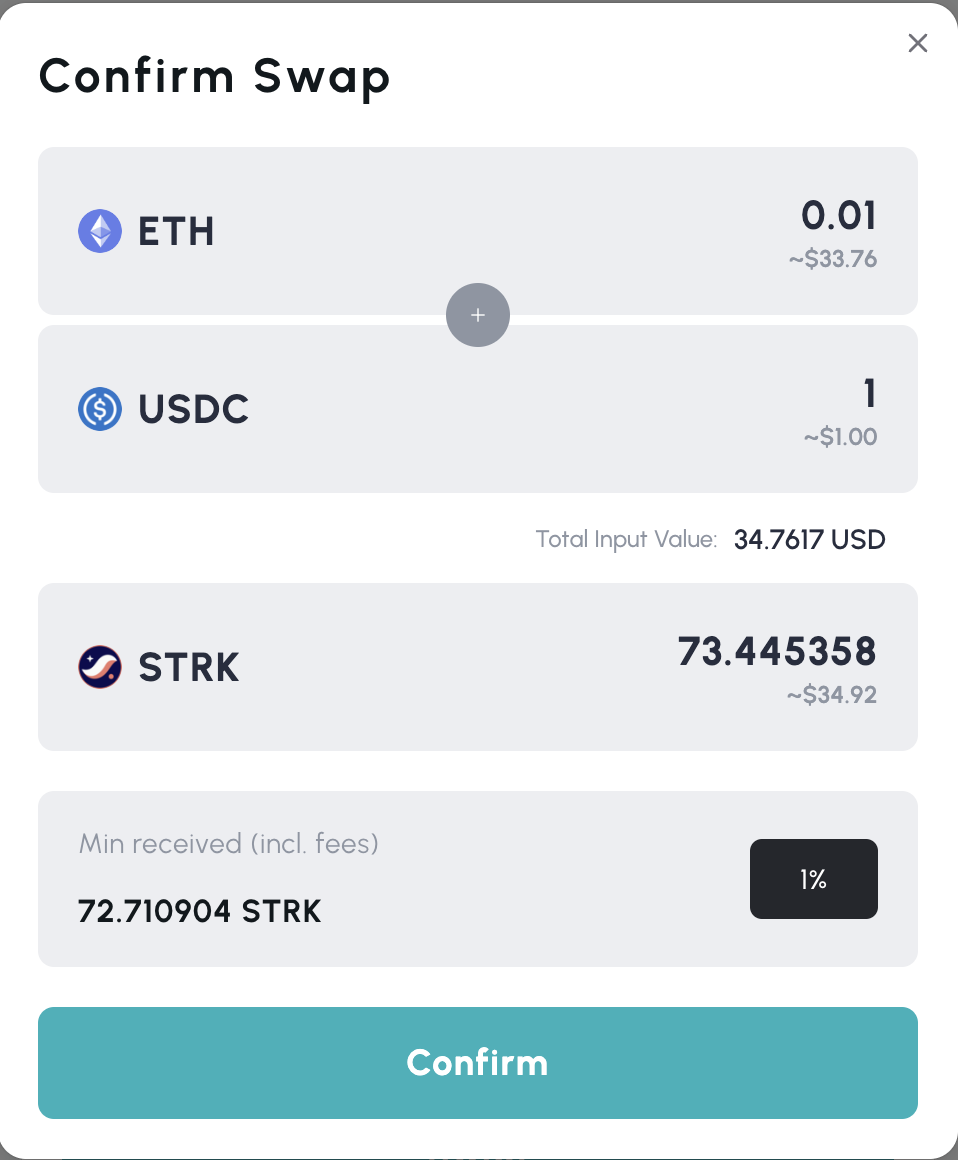 Confirm Swap
ETH
0.01
~$33.76
+
USDC
1
~$1.00
Total Input Value: 34.7617 USD
STRK
73.445358
~$34.92
Min received (incl. fees)
72.710904 STRK
1%
Confirm